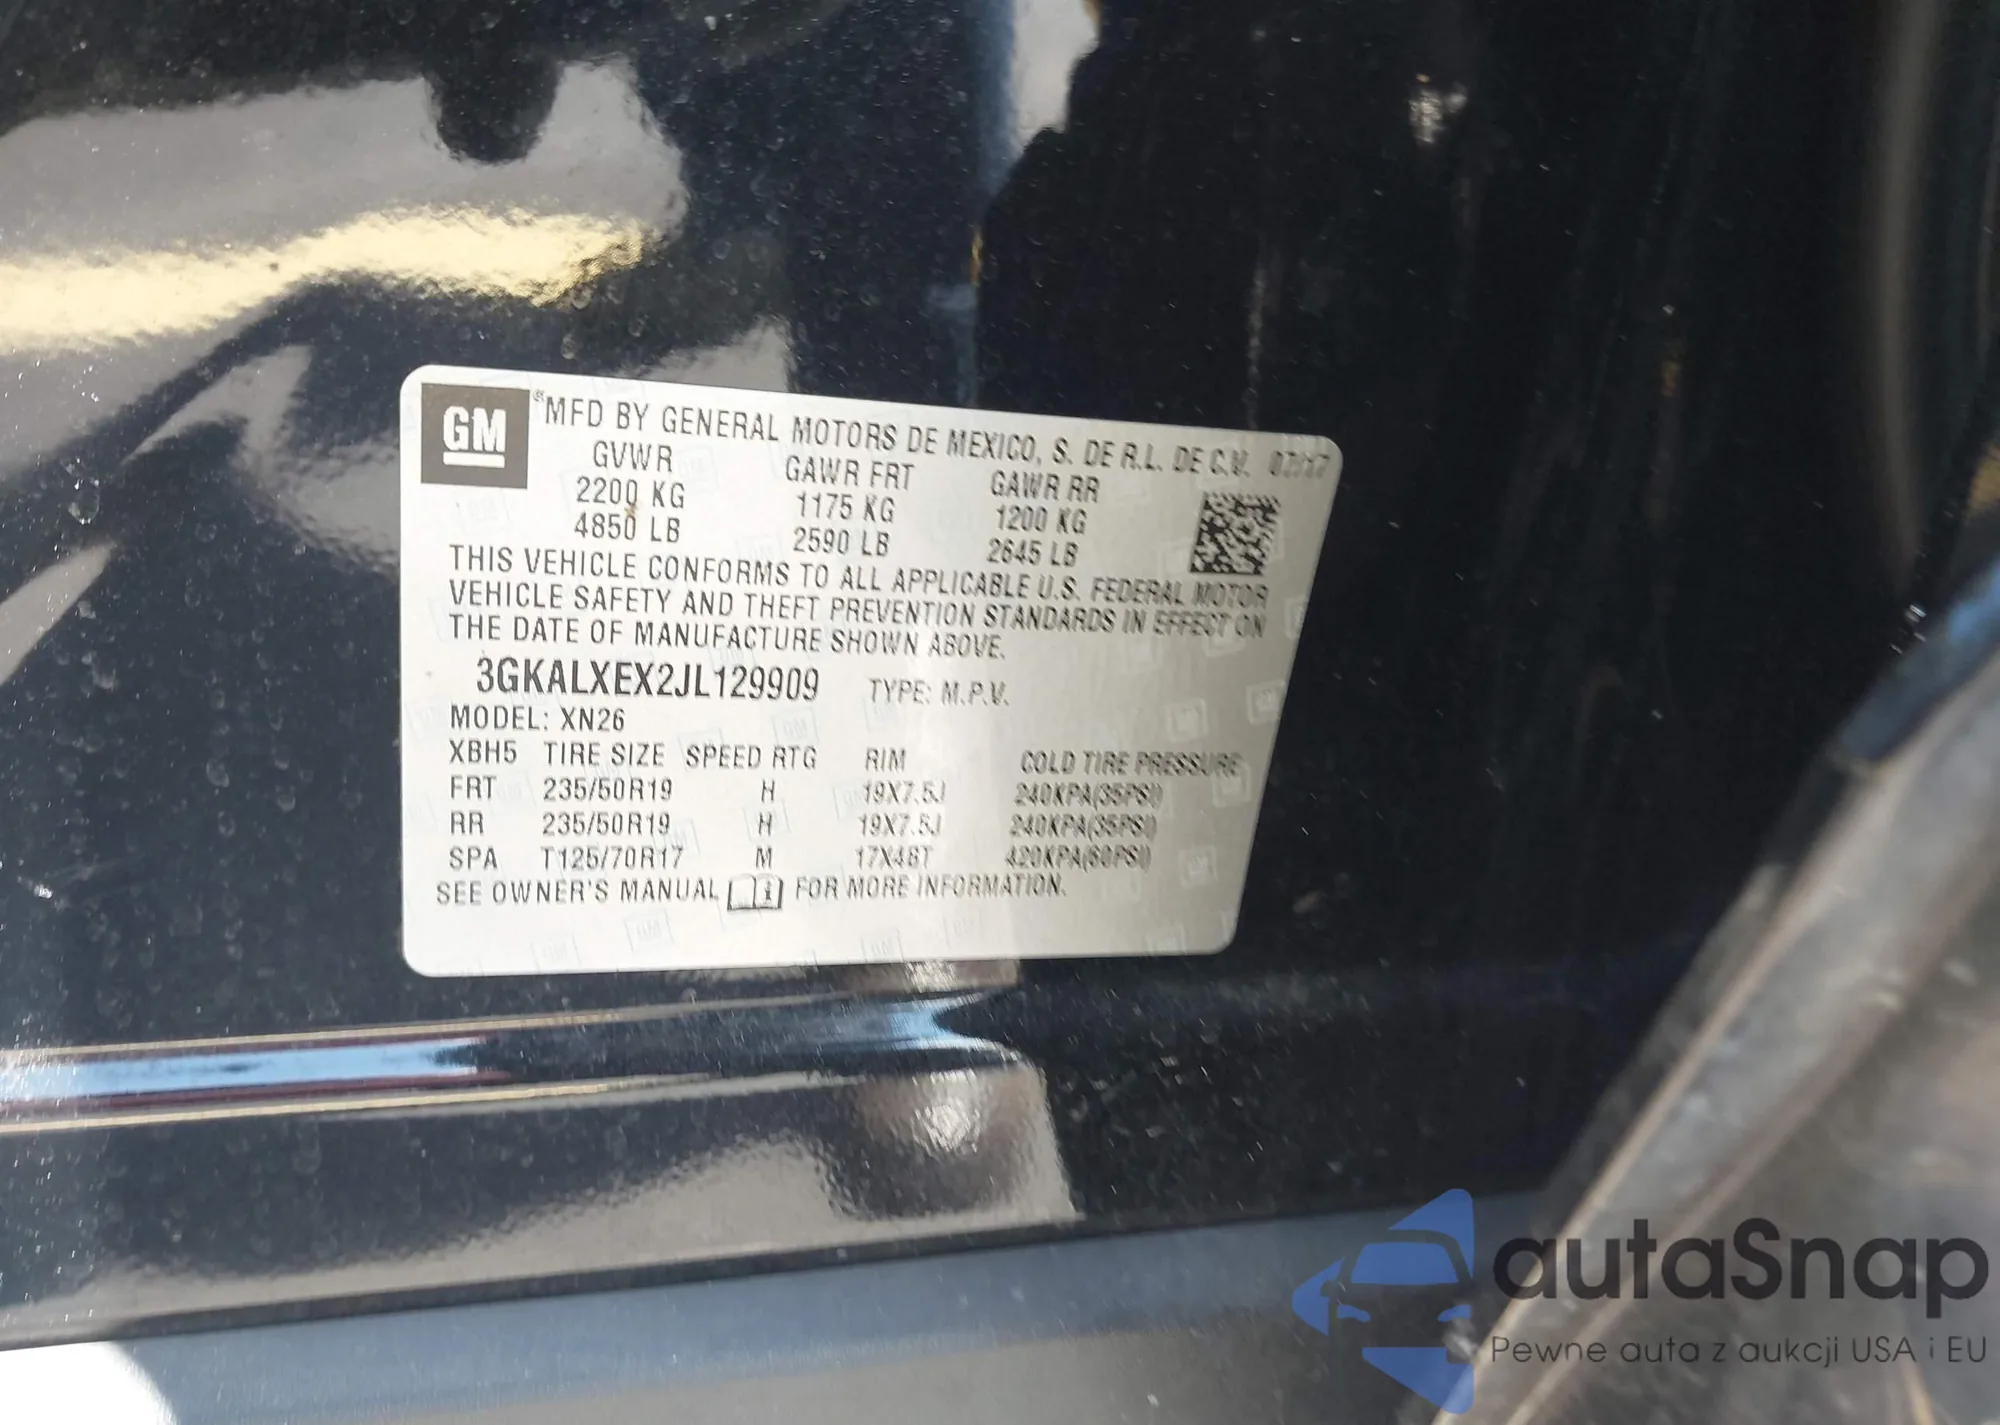 GM
®MFD BY GENERAL MOTORS DE MEXICO, S. DE R.L. DE C.V.
GVWR GAWR FRT GAWR RR
2200 KG 1175 KG 1200 KG
4850 LB 2590 LB 2645 LB
THIS VEHICLE CONFORMS TO ALL APPLICABLE U.S. FEDERAL MOTOR
VEHICLE SAFETY AND THEFT PREVENTION STANDARDS IN EFFECT ON
THE DATE OF MANUFACTURE SHOWN ABOVE.
3GKALXEX2JL129909 TYPE: M.P.V.
MODEL: XN26
XBH5 TIRE SIZE SPEED RTG RIM COLD TIRE PRESSURE
FRT 235/50R19 H 19X7.5J 240KPA(35PSI)
RR 235/50R19 H 19X7.5J 240KPA(35PSI)
SPA T125/70R17 M 17X4BT 420KPA(60PSI)
SEE OWNER'S MANUAL FOR MORE INFORMATION.
autaSnap
Pewne auta z aukcji USA i EU